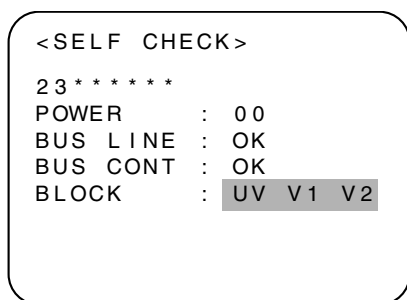 <SELF CHECK>
23******
POWER : 00
BUS LINE : OK
BUS CONT : OK
BLOCK : UV V1 V2